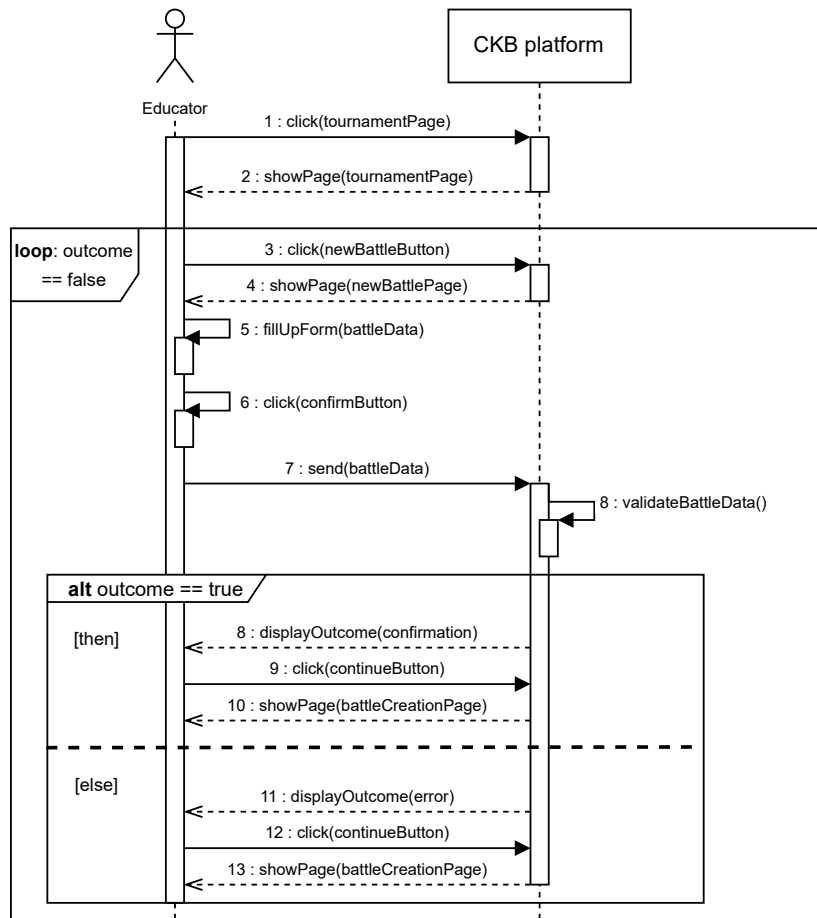 CKB platform
Educator
1 : click(tournamentPage)
2 : showPage(tournamentPage)
loop: outcome
== false
3 : click(newBattleButton)
4 : showPage(newBattlePage)
5 : fillUpForm(battleData)
6 : click(confirmButton)
7 : send(battleData)
8 : validateBattleData()
alt outcome == true
[then]
8 : displayOutcome(confirmation)
9 : click(continueButton)
10 : showPage(battleCreationPage)
[else]
11 : displayOutcome(error)
12 : click(continueButton)
13 : showPage(battleCreationPage)